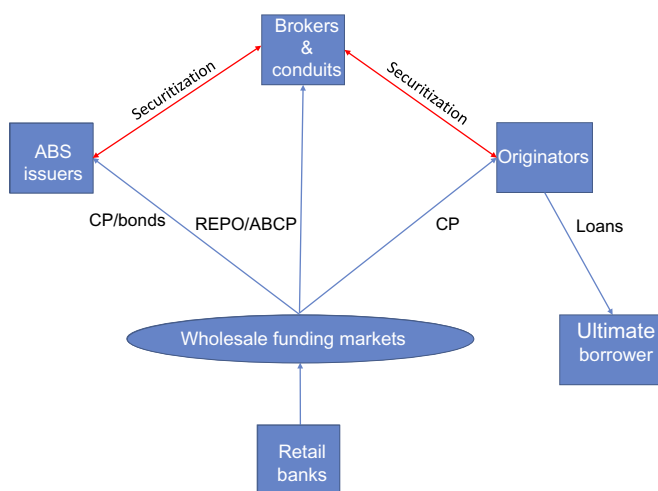 Brokers
&
conduits
Securitization
Securitization
ABS
issuers
Originators
CP/bonds
REPO/ABCP
CP
Loans
Wholesale funding markets
Ultimate
borrower
Retail
banks